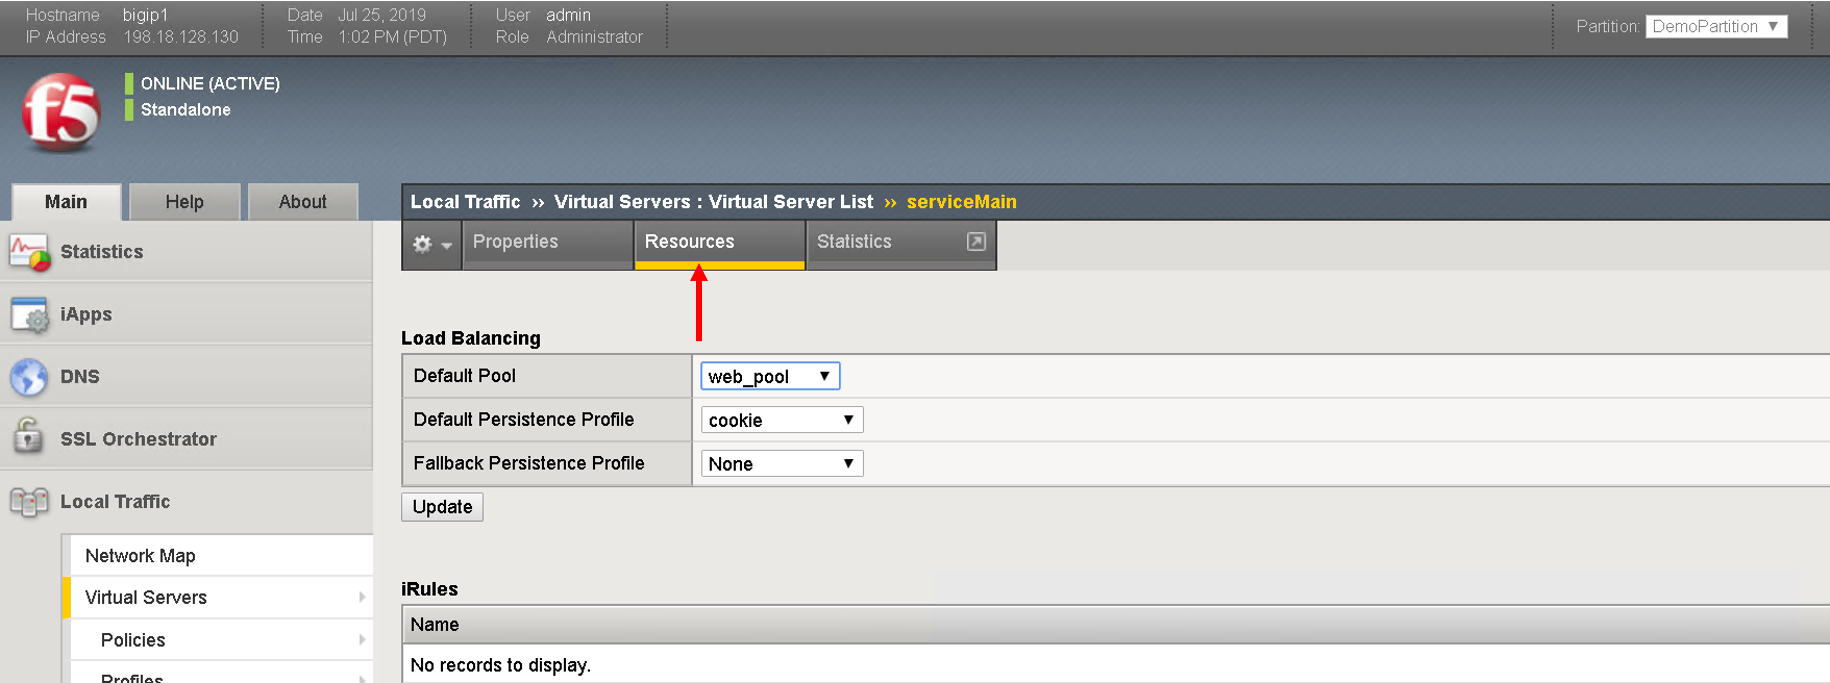 Hostname bigip1 Date Jul 25, 2019 User admin
IP Address 198.18.128.130 Time 1:02 PM (PDT) Role Administrator
Partition: DemoPartition
f5
ONLINE (ACTIVE)
Standalone
Main Help About
Local Traffic ›› Virtual Servers : Virtual Server List ›› serviceMain
Properties Resources Statistics
Statistics
iApps
DNS
SSL Orchestrator
Local Traffic
Network Map
Virtual Servers
Policies
Profiles
Load Balancing
Default Pool web_pool
Default Persistence Profile cookie
Fallback Persistence Profile None
Update
iRules
Name
No records to display.